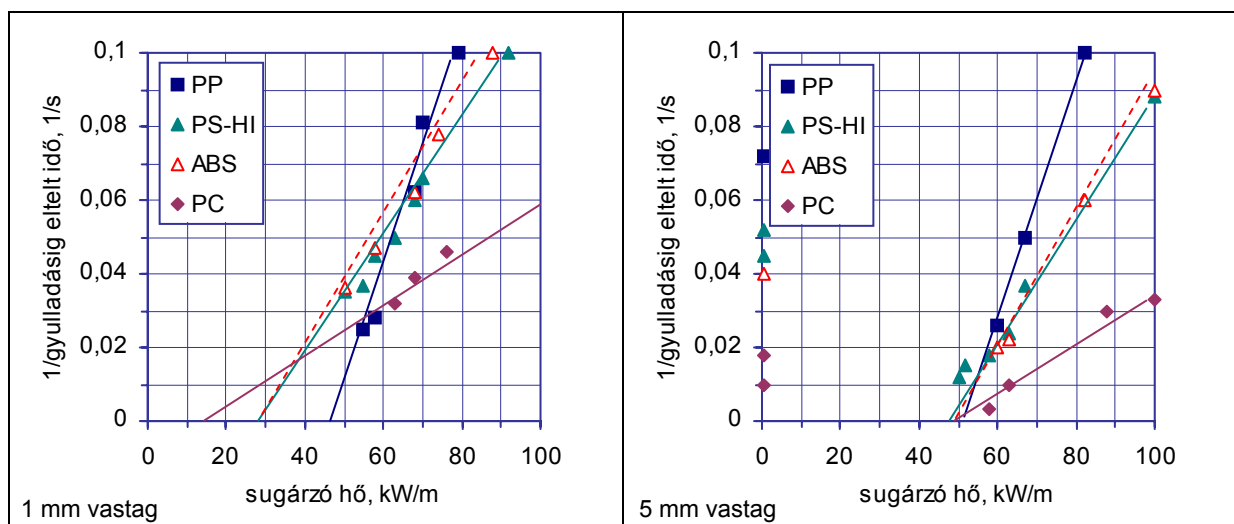 1/gyulladásig eltelt idő, 1/s
0,1
0,08
0,06
0,04
0,02
0
PP
PS-HI
ABS
PC
0 20 40 60 80 100
sugárzó hő, kW/m
1 mm vastag
1/gyulladásig eltelt idő, 1/s
0,1
0,08
0,06
0,04
0,02
0
PP
PS-HI
ABS
PC
0 20 40 60 80 100
sugárzó hő, kW/m
5 mm vastag